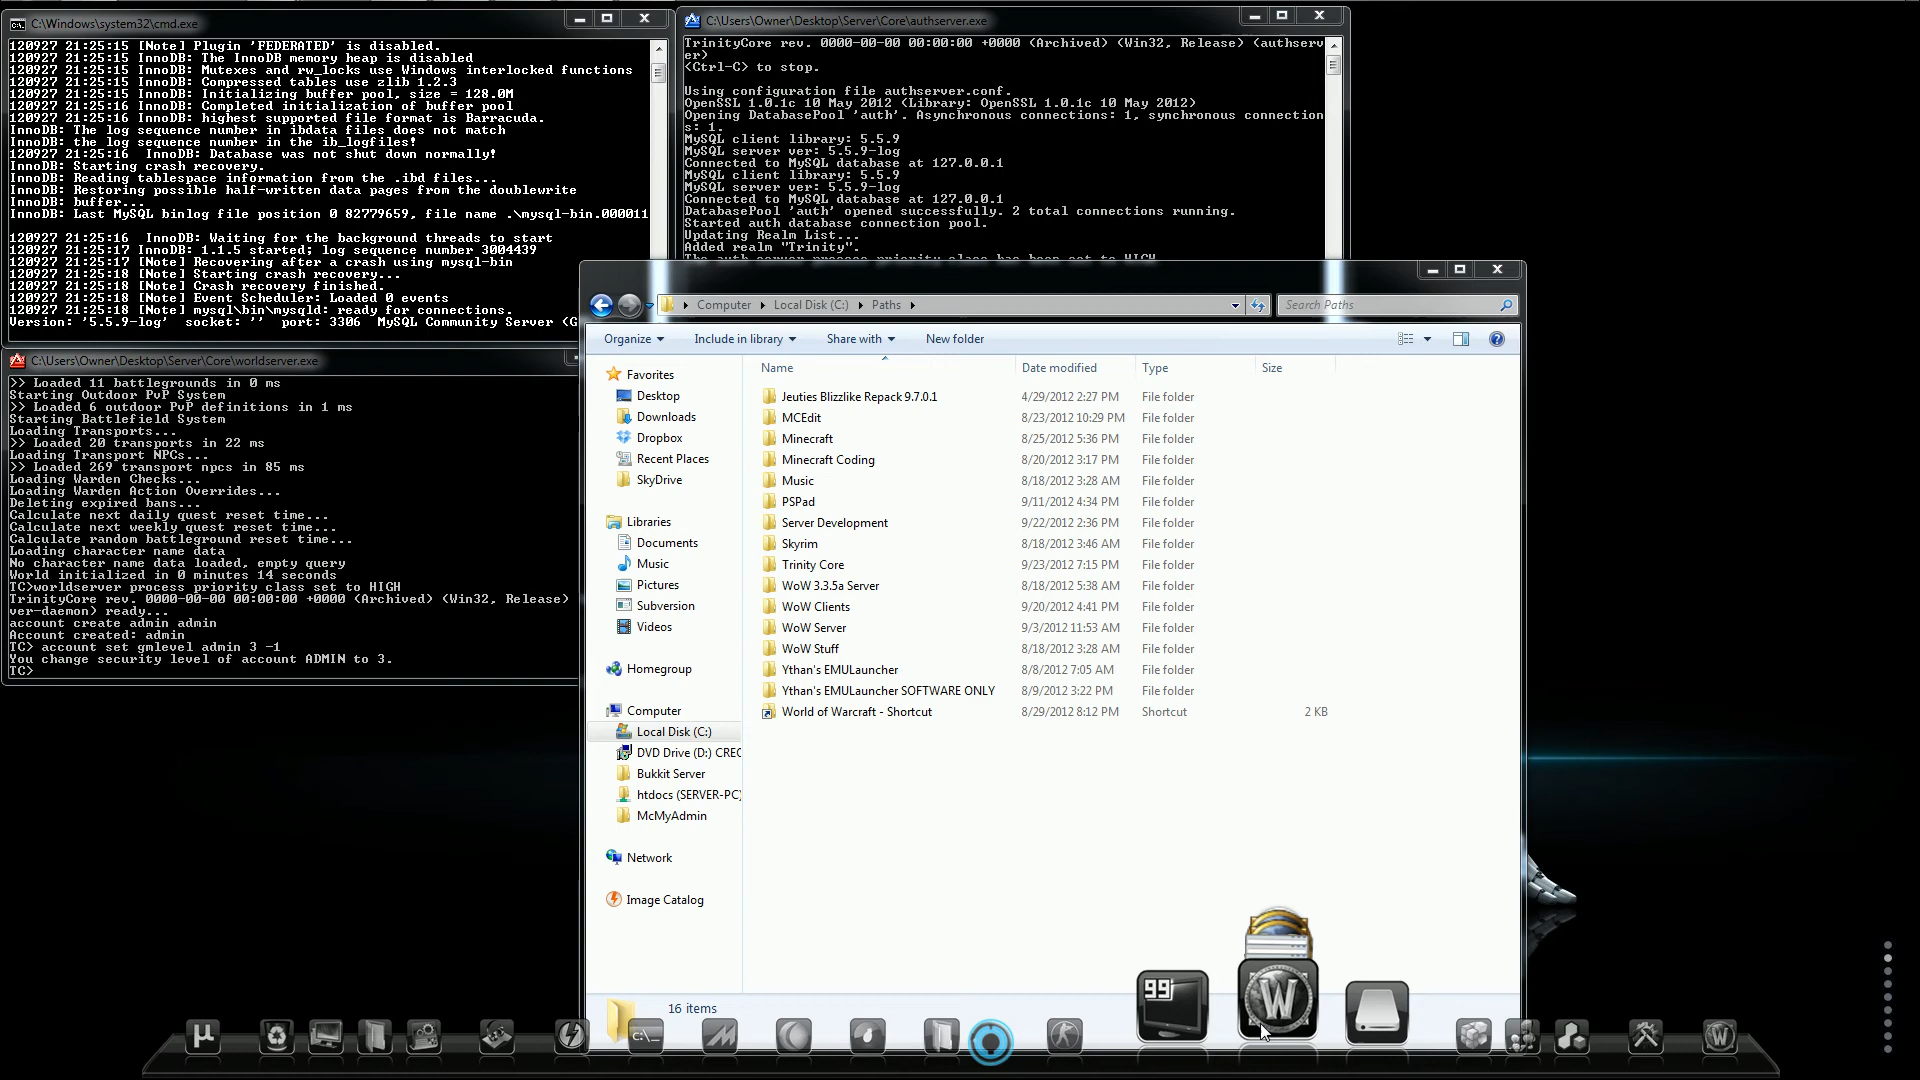 C:\Windows\system32\cmd.exe
120927 21:25:15 [Note] Plugin 'FEDERATED' is disabled.
120927 21:25:15 InnoDB: The InnoDB memory heap is disabled
120927 21:25:15 InnoDB: Mutexes and rw_locks use Windows interlocked functions
120927 21:25:15 InnoDB: Compressed tables use zlib 1.2.3
120927 21:25:15 InnoDB: Initializing buffer pool, size = 128.0M
120927 21:25:16 InnoDB: Completed initialization of buffer pool
120927 21:25:16 InnoDB: highest supported file format is Barracuda.
InnoDB: The log sequence number in ibdata files does not match
InnoDB: the log sequence number in the ib_logfiles!
120927 21:25:16  InnoDB: Database was not shut down normally!
InnoDB: Starting crash recovery.
InnoDB: Reading tablespace information from the .ibd files...
InnoDB: Restoring possible half-written data pages from the doublewrite
InnoDB: buffer...
InnoDB: Last MySQL binlog file position 0 82779659, file name .\mysql-bin.000011
120927 21:25:16  InnoDB: Waiting for the background threads to start
120927 21:25:17 InnoDB: 1.1.5 started; log sequence number 3004439
120927 21:25:17 [Note] Recovering after a crash using mysql-bin
120927 21:25:18 [Note] Starting crash recovery...
120927 21:25:18 [Note] Crash recovery finished.
120927 21:25:18 [Note] Event Scheduler: Loaded 0 events
120927 21:25:18 [Note] mysql\bin\mysqld: ready for connections.
Version: '5.5.9-log'  socket: ''  port: 3306  MySQL Community Server (G
C:\Users\Owner\Desktop\Server\Core\authserver.exe
TrinityCore rev. 0000-00-00 00:00:00 +0000 (Archived) (Win32, Release) (authserv
er)
<Ctrl-C> to stop.
Using configuration file authserver.conf.
OpenSSL 1.0.1c 10 May 2012 (Library: OpenSSL 1.0.1c 10 May 2012)
Opening DatabasePool 'auth'. Asynchronous connections: 1, synchronous connection
s: 1.
MySQL client library: 5.5.9
MySQL server ver: 5.5.9-log
Connected to MySQL database at 127.0.0.1
MySQL client library: 5.5.9
MySQL server ver: 5.5.9-log
Connected to MySQL database at 127.0.0.1
DatabasePool 'auth' opened successfully. 2 total connections running.
Started auth database connection pool.
Updating Realm List...
Added realm "Trinity".
The auth server process priority class has been set to HIGH
C:\Users\Owner\Desktop\Server\Core\worldserver.exe
>> Loaded 11 battlegrounds in 0 ms
Starting Outdoor PvP System
>> Loaded 6 outdoor PvP definitions in 1 ms
Starting Battlefield System
Loading Transports...
>> Loaded 20 transports in 22 ms
Loading Transport NPCs...
>> Loaded 269 transport npcs in 85 ms
Loading Warden Checks...
Loading Warden Action Overrides...
Deleting expired bans...
Calculate next daily quest reset time...
Calculate next weekly quest reset time...
Calculate random battleground reset time...
Loading character name data
No character name data loaded, empty query
World initialized in 0 minutes 14 seconds
TC>worldserver process priority class set to HIGH
TrinityCore rev. 0000-00-00 00:00:00 +0000 (Archived) (Win32, Release)
ver-daemon) ready...
account create admin admin
Account created: admin
TC> account set gmlevel admin 3 -1
You change security level of account ADMIN to 3.
TC>
Computer Local Disk (C:) Paths
Search Paths
Organize Include in library Share with New folder
Favorites
Desktop
Downloads
Dropbox
Recent Places
SkyDrive
Libraries
Documents
Music
Pictures
Subversion
Videos
Homegroup
Computer
Local Disk (C:)
DVD Drive (D:) CREC
Bukkit Server
htdocs (SERVER-PC)
McMyAdmin
Network
Image Catalog
Name Date modified Type Size
Jeuties Blizzlike Repack 9.7.0.1 4/29/2012 2:27 PM File folder
MCEdit 8/23/2012 10:29 PM File folder
Minecraft 8/25/2012 5:36 PM File folder
Minecraft Coding 8/20/2012 3:17 PM File folder
Music 8/18/2012 3:28 AM File folder
PSPad 9/11/2012 4:34 PM File folder
Server Development 9/22/2012 2:36 PM File folder
Skyrim 8/18/2012 3:46 AM File folder
Trinity Core 9/23/2012 7:15 PM File folder
WoW 3.3.5a Server 8/18/2012 5:38 AM File folder
WoW Clients 9/20/2012 4:41 PM File folder
WoW Server 9/3/2012 11:53 AM File folder
WoW Stuff 8/18/2012 3:28 AM File folder
Ythan's EMULauncher 8/8/2012 7:05 AM File folder
Ythan's EMULauncher SOFTWARE ONLY 8/9/2012 3:22 PM File folder
World of Warcraft - Shortcut 8/29/2012 8:12 PM Shortcut 2 KB
16 items
99
W
µ
C:\_
W